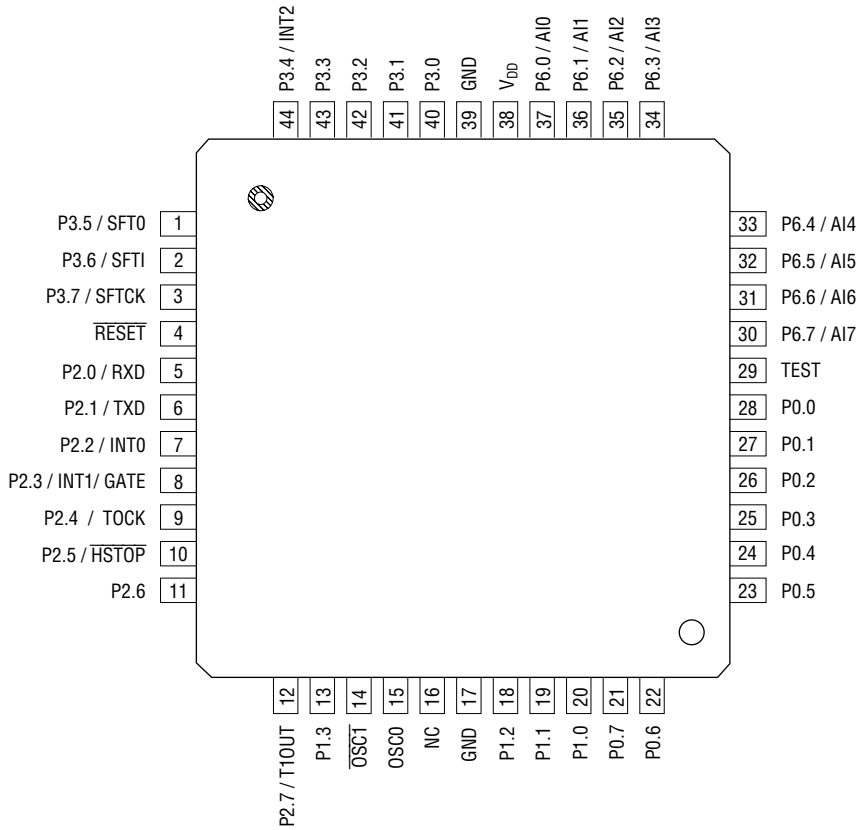 P3.4 / INT2
P3.3
P3.2
P3.1
P3.0
GND
VDD
P6.0 / AI0
P6.1 / AI1
P6.2 / AI2
P6.3 / AI3
44
43
42
41
40
39
38
37
36
35
34
P3.5 / SFT0 1
P3.6 / SFTI 2
P3.7 / SFTCK 3
RESET 4
P2.0 / RXD 5
P2.1 / TXD 6
P2.2 / INT0 7
P2.3 / INT1/ GATE 8
P2.4 / TOCK 9
P2.5 / HSTOP 10
P2.6 11
33 P6.4 / AI4
32 P6.5 / AI5
31 P6.6 / AI6
30 P6.7 / AI7
29 TEST
28 P0.0
27 P0.1
26 P0.2
25 P0.3
24 P0.4
23 P0.5
12
13
14
15
16
17
18
19
20
21
22
P2.7 / T1OUT
P1.3
OSC1
OSC0
NC
GND
P1.2
P1.1
P1.0
P0.7
P0.6